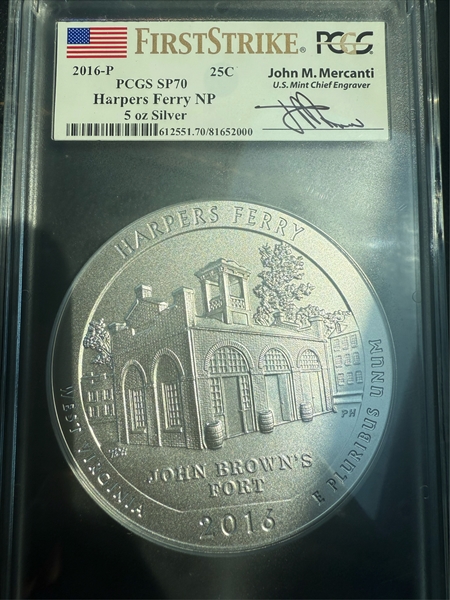 FIRSTSTRIKE® PCGS
2016-P
PCGS SP70 25C
Harpers Ferry NP
5 oz Silver
612551.70/81652000
John M. Mercanti
U.S. Mint Chief Engraver
HARPERS FERRY
WEST VIRGINIA
E PLURIBUS UNUM
PH
JOHN BROWN'S
FORT
2016